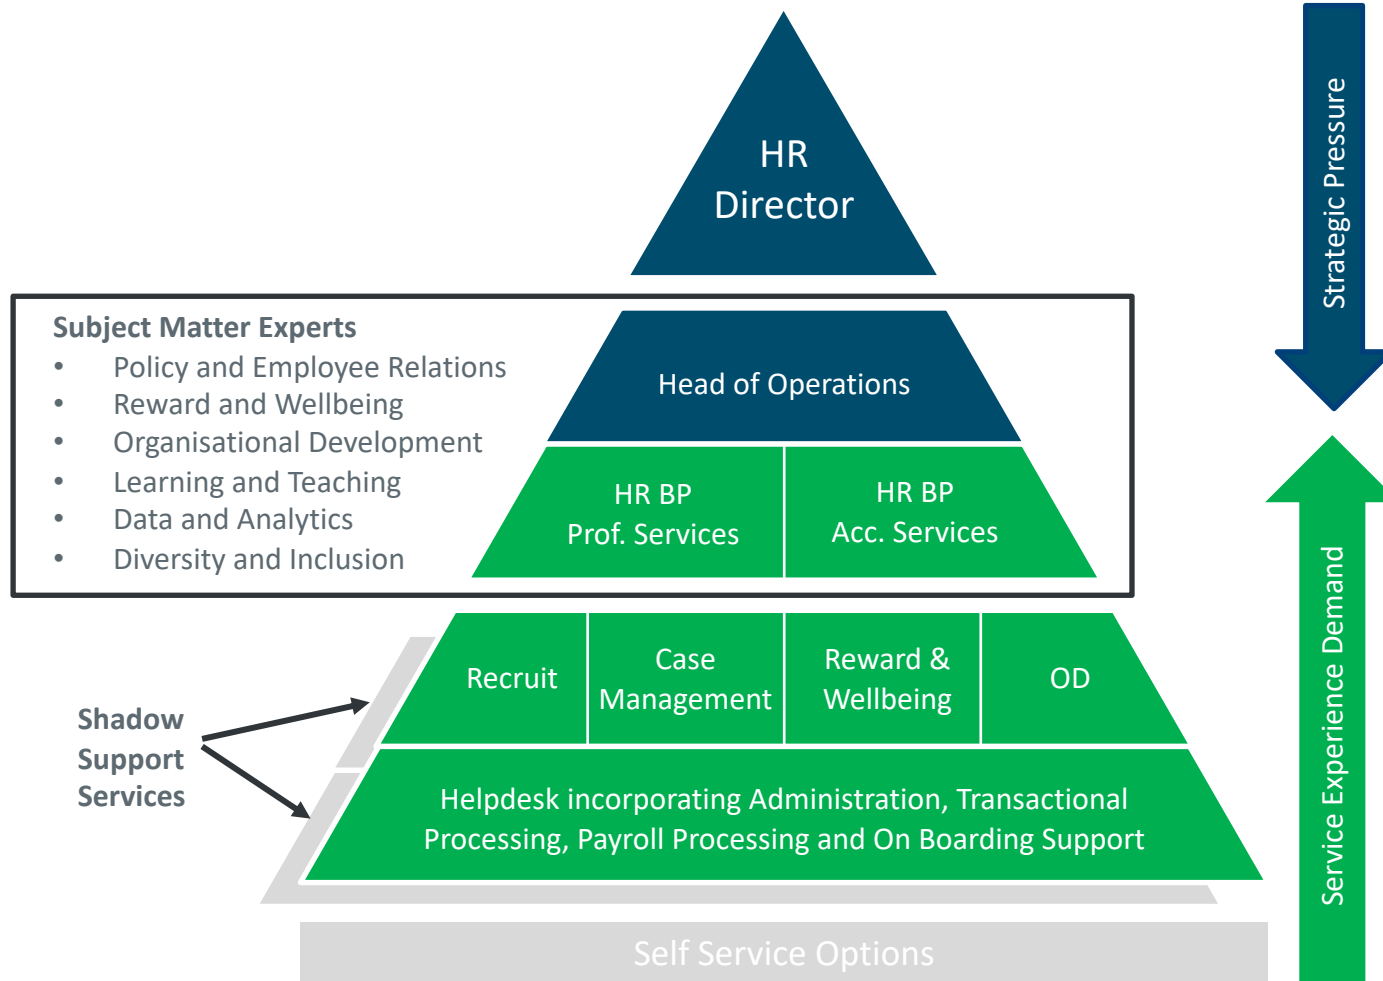 HR
Director
Strategic Pressure
Subject Matter Experts
• Policy and Employee Relations
• Reward and Wellbeing
• Organisational Development
• Learning and Teaching
• Data and Analytics
• Diversity and Inclusion
Head of Operations
HR BP
Prof. Services
HR BP
Acc. Services
Recruit
Case
Management
Reward &
Wellbeing
OD
Shadow
Support
Services
Helpdesk incorporating Administration, Transactional
Processing, Payroll Processing and On Boarding Support
Service Experience Demand
Self Service Options